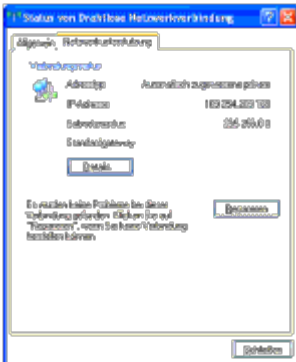 Status von Drahtlose Netzwerkverbindung
Allgemein Netzwerkunterstützung
Verbindungsstatus
Adresstyp: Automatisch zugewiesene private
IP-Adresse:
Subnetzmaske: 255.255.0.0
Standardgateway:
Details...
Es wurden keine Probleme bei dieser
Verbindung gefunden. Klicken Sie auf
"Reparieren", wenn Sie keine Verbindung
herstellen können.
Reparieren
Schließen